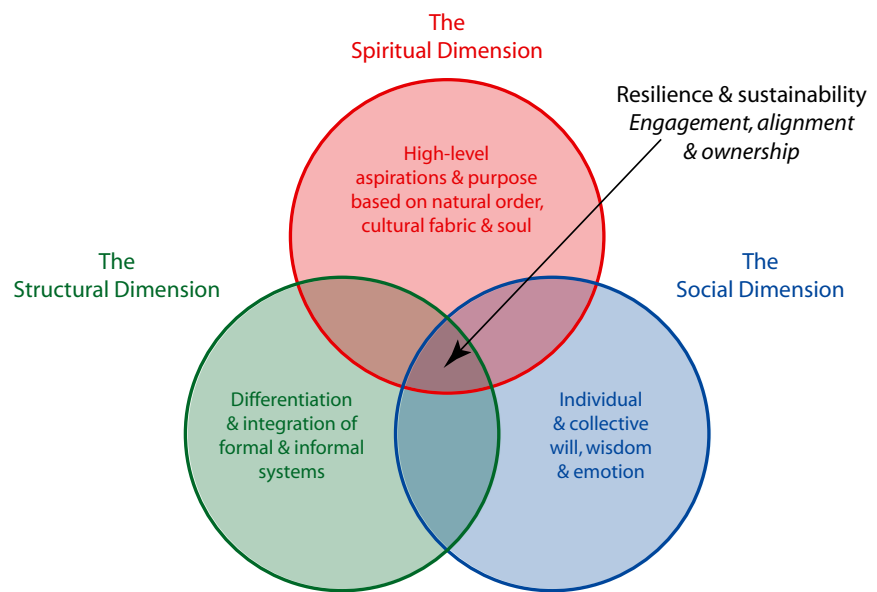 The
Spiritual Dimension
Resilience & sustainability
Engagement, alignment
& ownership
High-level
aspirations & purpose
based on natural order,
cultural fabric & soul
The
Structural Dimension
The
Social Dimension
Differentiation
& integration of
formal & informal
systems
Individual
& collective
will, wisdom
& emotion